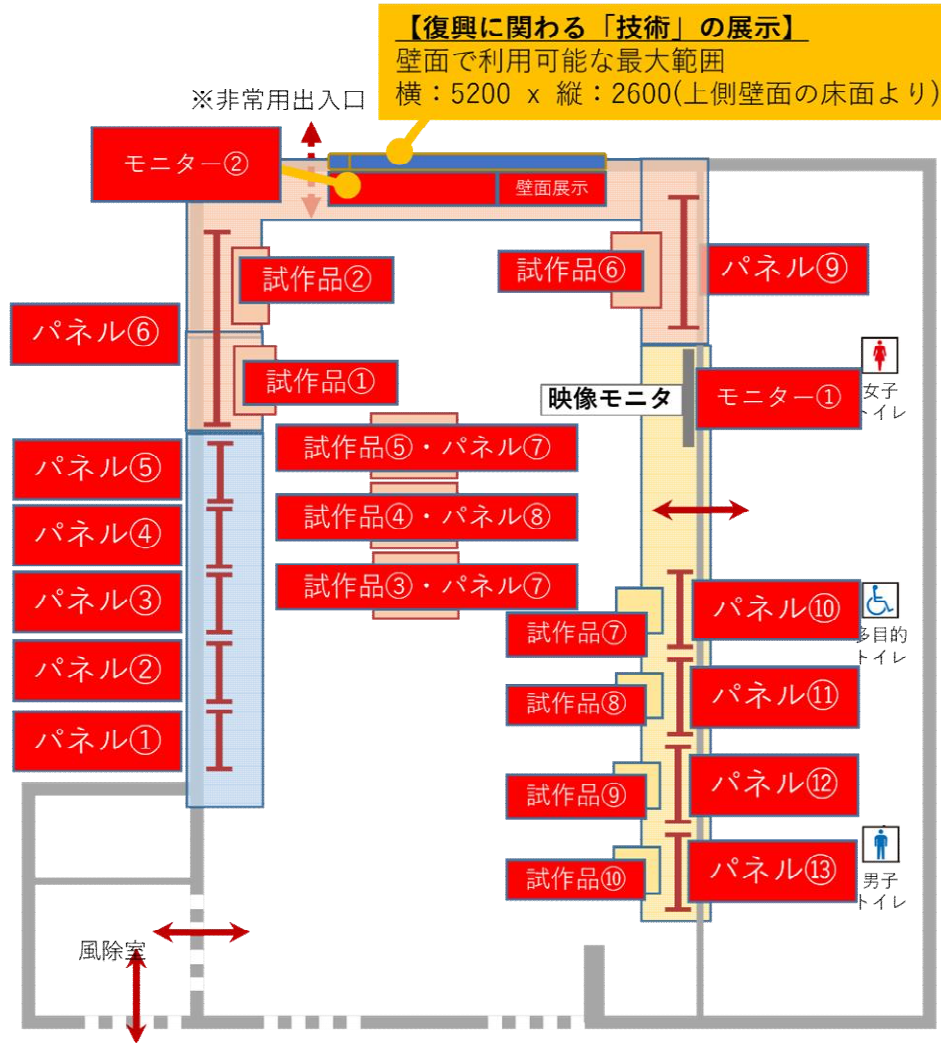 【復興に関わる「技術」の展示】
壁面で利用可能な最大範囲
横：5200 x 縦：2600(上側壁面の床面より)
※非常用出入口
モニター②
壁面展示
試作品②
試作品⑥
パネル⑨
パネル⑥
試作品①
映像モニタ
モニター①
女子
トイレ
試作品⑤・パネル⑦
パネル⑤
試作品④・パネル⑧
パネル④
試作品③・パネル⑦
パネル③
パネル⑩
試作品⑦
多目的
トイレ
パネル②
試作品⑧
パネル⑪
パネル①
試作品⑨
パネル⑫
試作品⑩
パネル⑬
男子
トイレ
風除室